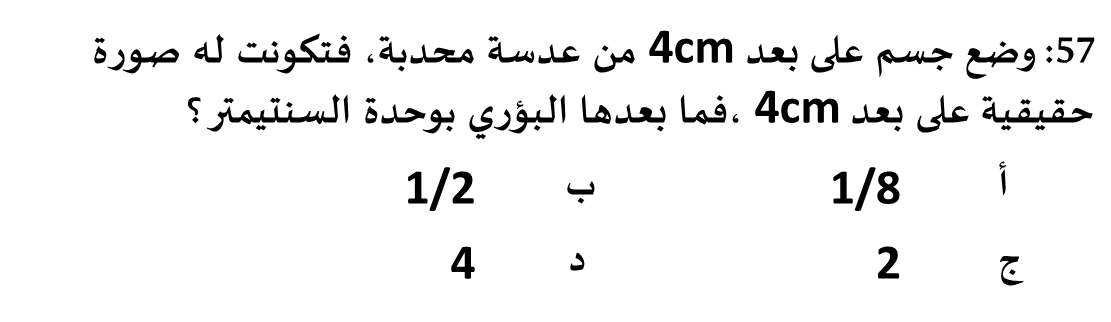 57: وضع جسم على بعد 4cm من عدسة محدبة، فتكونت له صورة
حقيقية على بعد 4cm ،فما بعدها البؤري بوحدة السنتيمتر ؟
أ 1/8 ب 1/2
ج 2 د 4